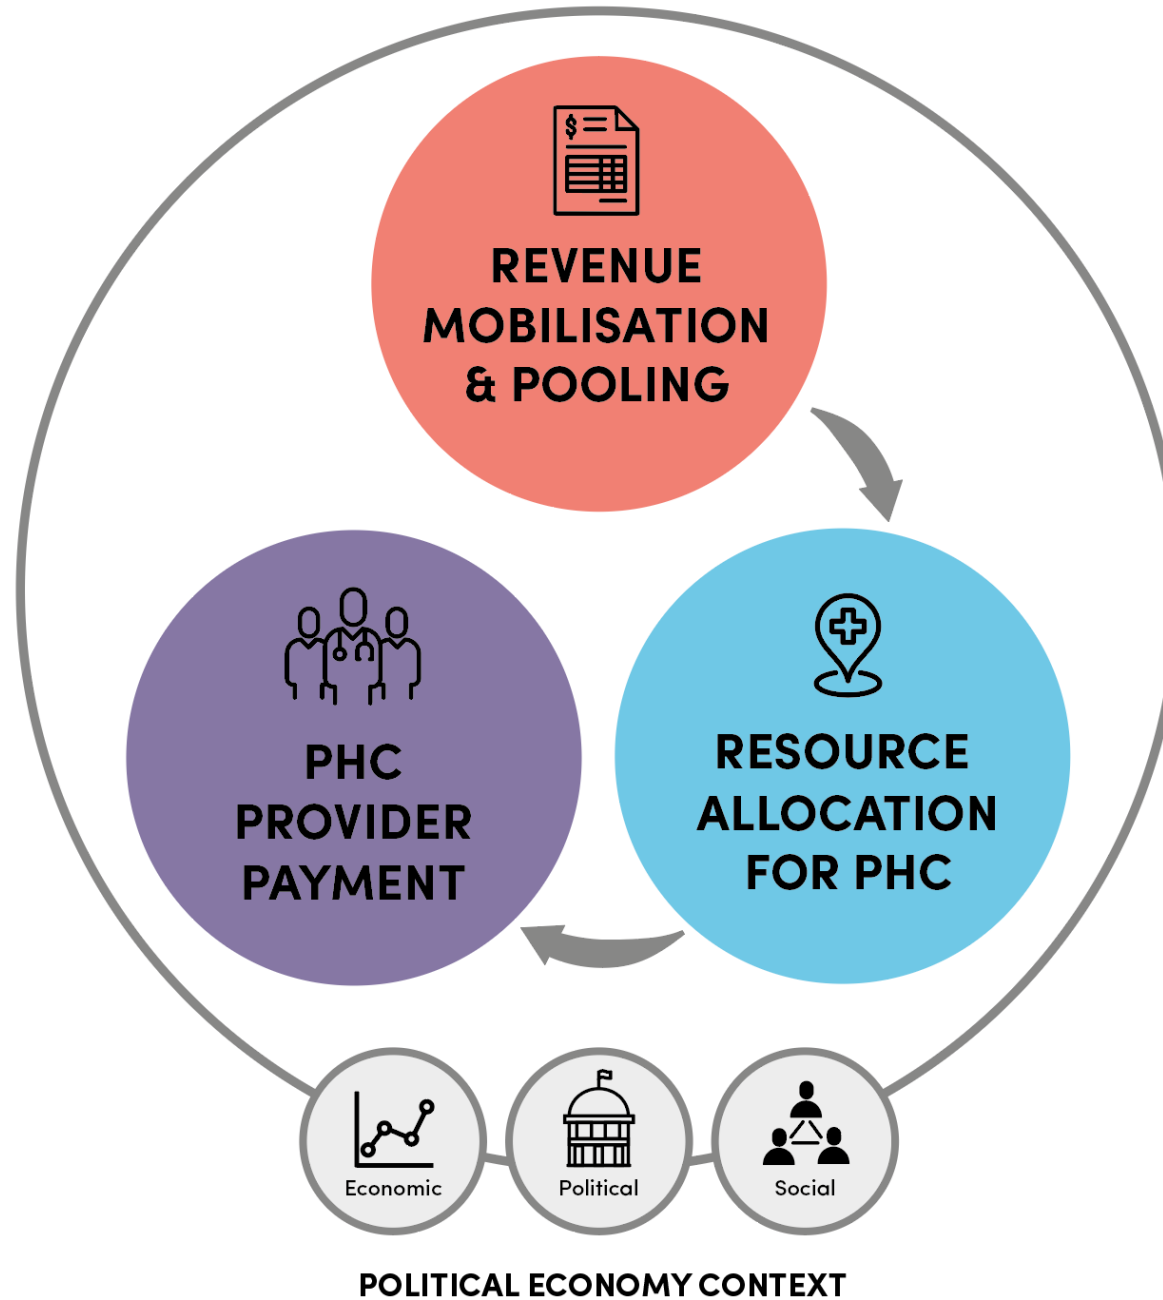 $
REVENUE
MOBILISATION
& POOLING
PHC
PROVIDER
PAYMENT
RESOURCE
ALLOCATION
FOR PHC
Economic
Political
Social
POLITICAL ECONOMY CONTEXT